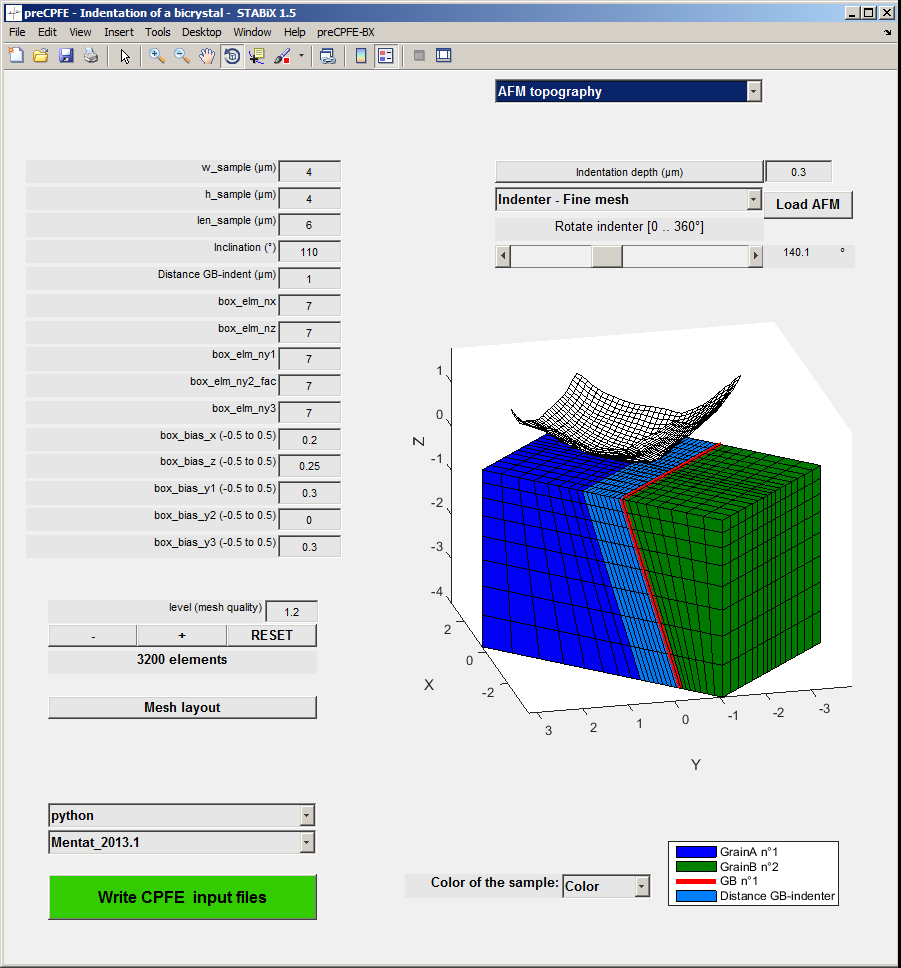 preCPFE - Indentation of a bicrystal - STABiX 1.5
File Edit View Insert Tools Desktop Window Help preCPFE-BX
AFM topography
w_sample (µm) 4
h_sample (µm) 4
len_sample (µm) 6
Inclination (°) 110
Distance GB-indent (µm) 1
box_elm_nx 7
box_elm_nz 7
box_elm_ny1 7
box_elm_ny2_fac 7
box_elm_ny3 7
box_bias_x (-0.5 to 0.5) 0.2
box_bias_z (-0.5 to 0.5) 0.25
box_bias_y1 (-0.5 to 0.5) 0.3
box_bias_y2 (-0.5 to 0.5) 0
box_bias_y3 (-0.5 to 0.5) 0.3
Indentation depth (µm) 0.3
Indenter - Fine mesh
Load AFM
Rotate indenter [0 .. 360°]
140.1 °
1
0
-1
-2
-3
-4
Z
2
0
-2
X
3 2 1 0 -1 -2 -3
Y
level (mesh quality) 1.2
- + RESET
3200 elements
Mesh layout
python
Mentat_2013.1
Write CPFE input files
Color of the sample: Color
GrainA n°1
GrainB n°2
GB n°1
Distance GB-indenter